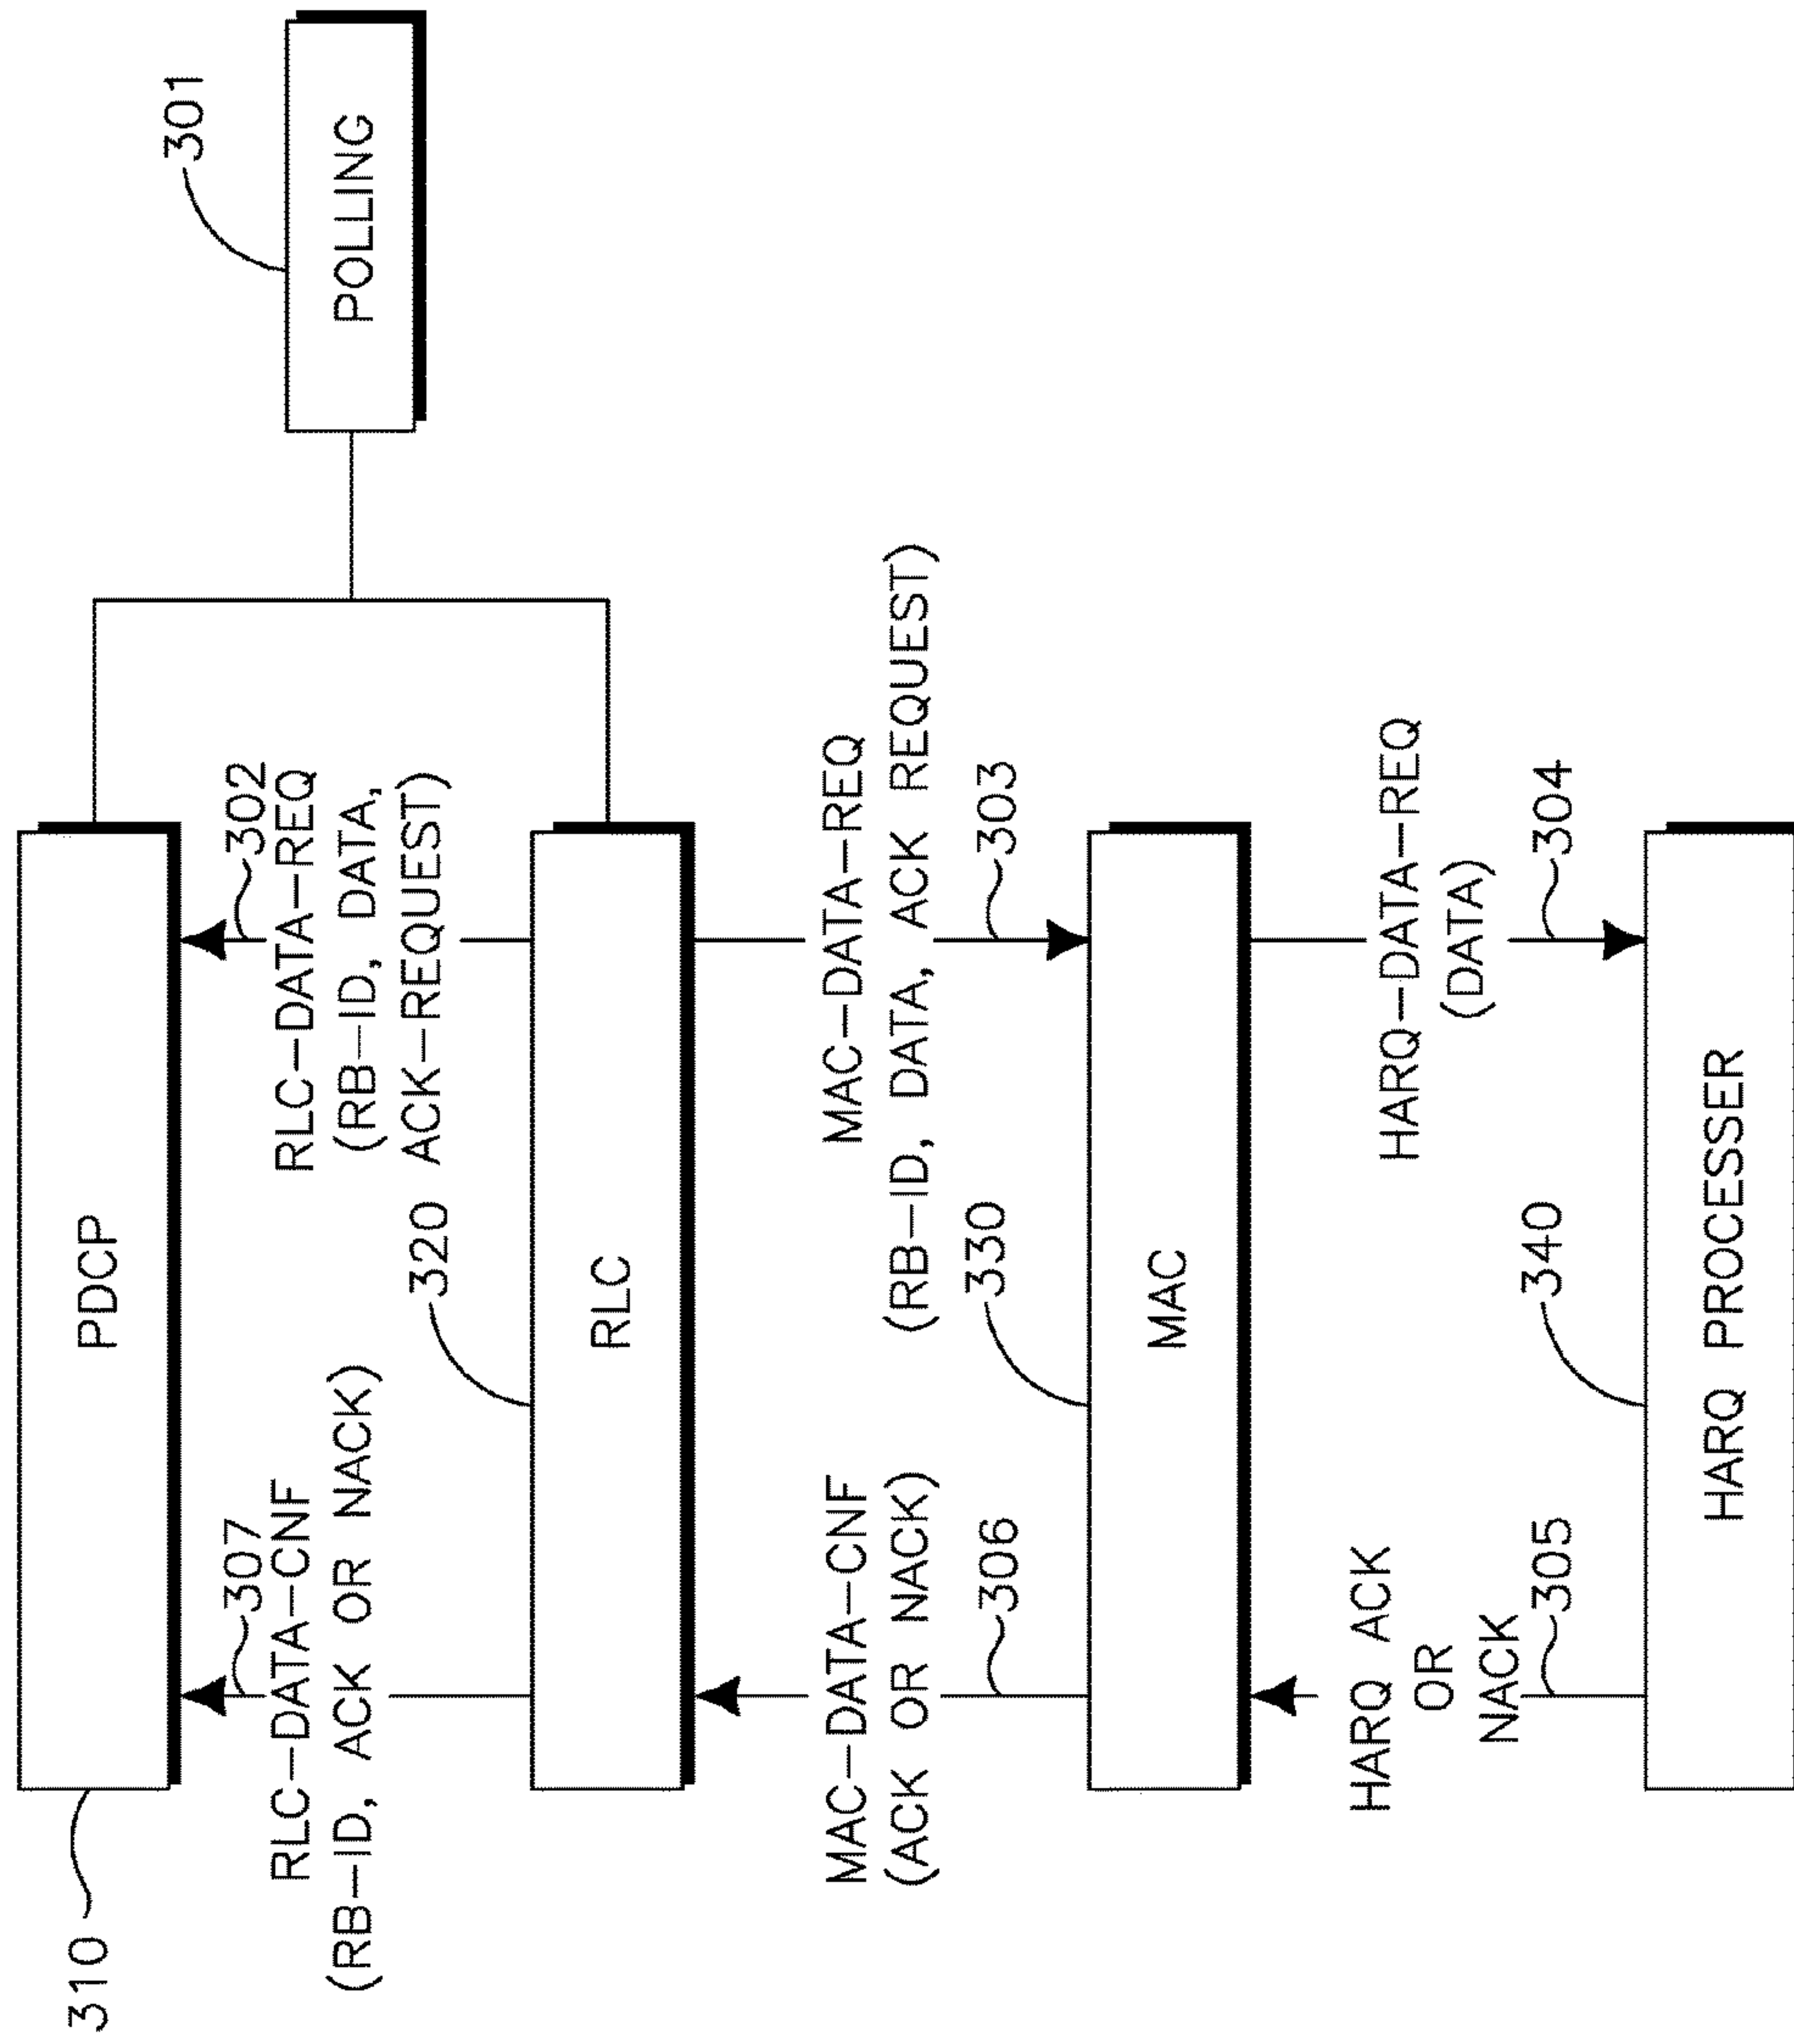 310
PDCP
307
RLC-DATA-CNF
(RB-ID, ACK OR NACK)
302
RLC-DATA-REQ
(RB-ID, DATA,
ACK-REQUEST)
301
POLLING
320
RLC
MAC-DATA-CNF
(ACK OR NACK)
306
MAC-DATA-REQ
(RB-ID, DATA, ACK REQUEST)
303
330
MAC
HARQ ACK
OR
NACK
305
HARQ-DATA-REQ
(DATA)
304
340
HARQ PROCESSER